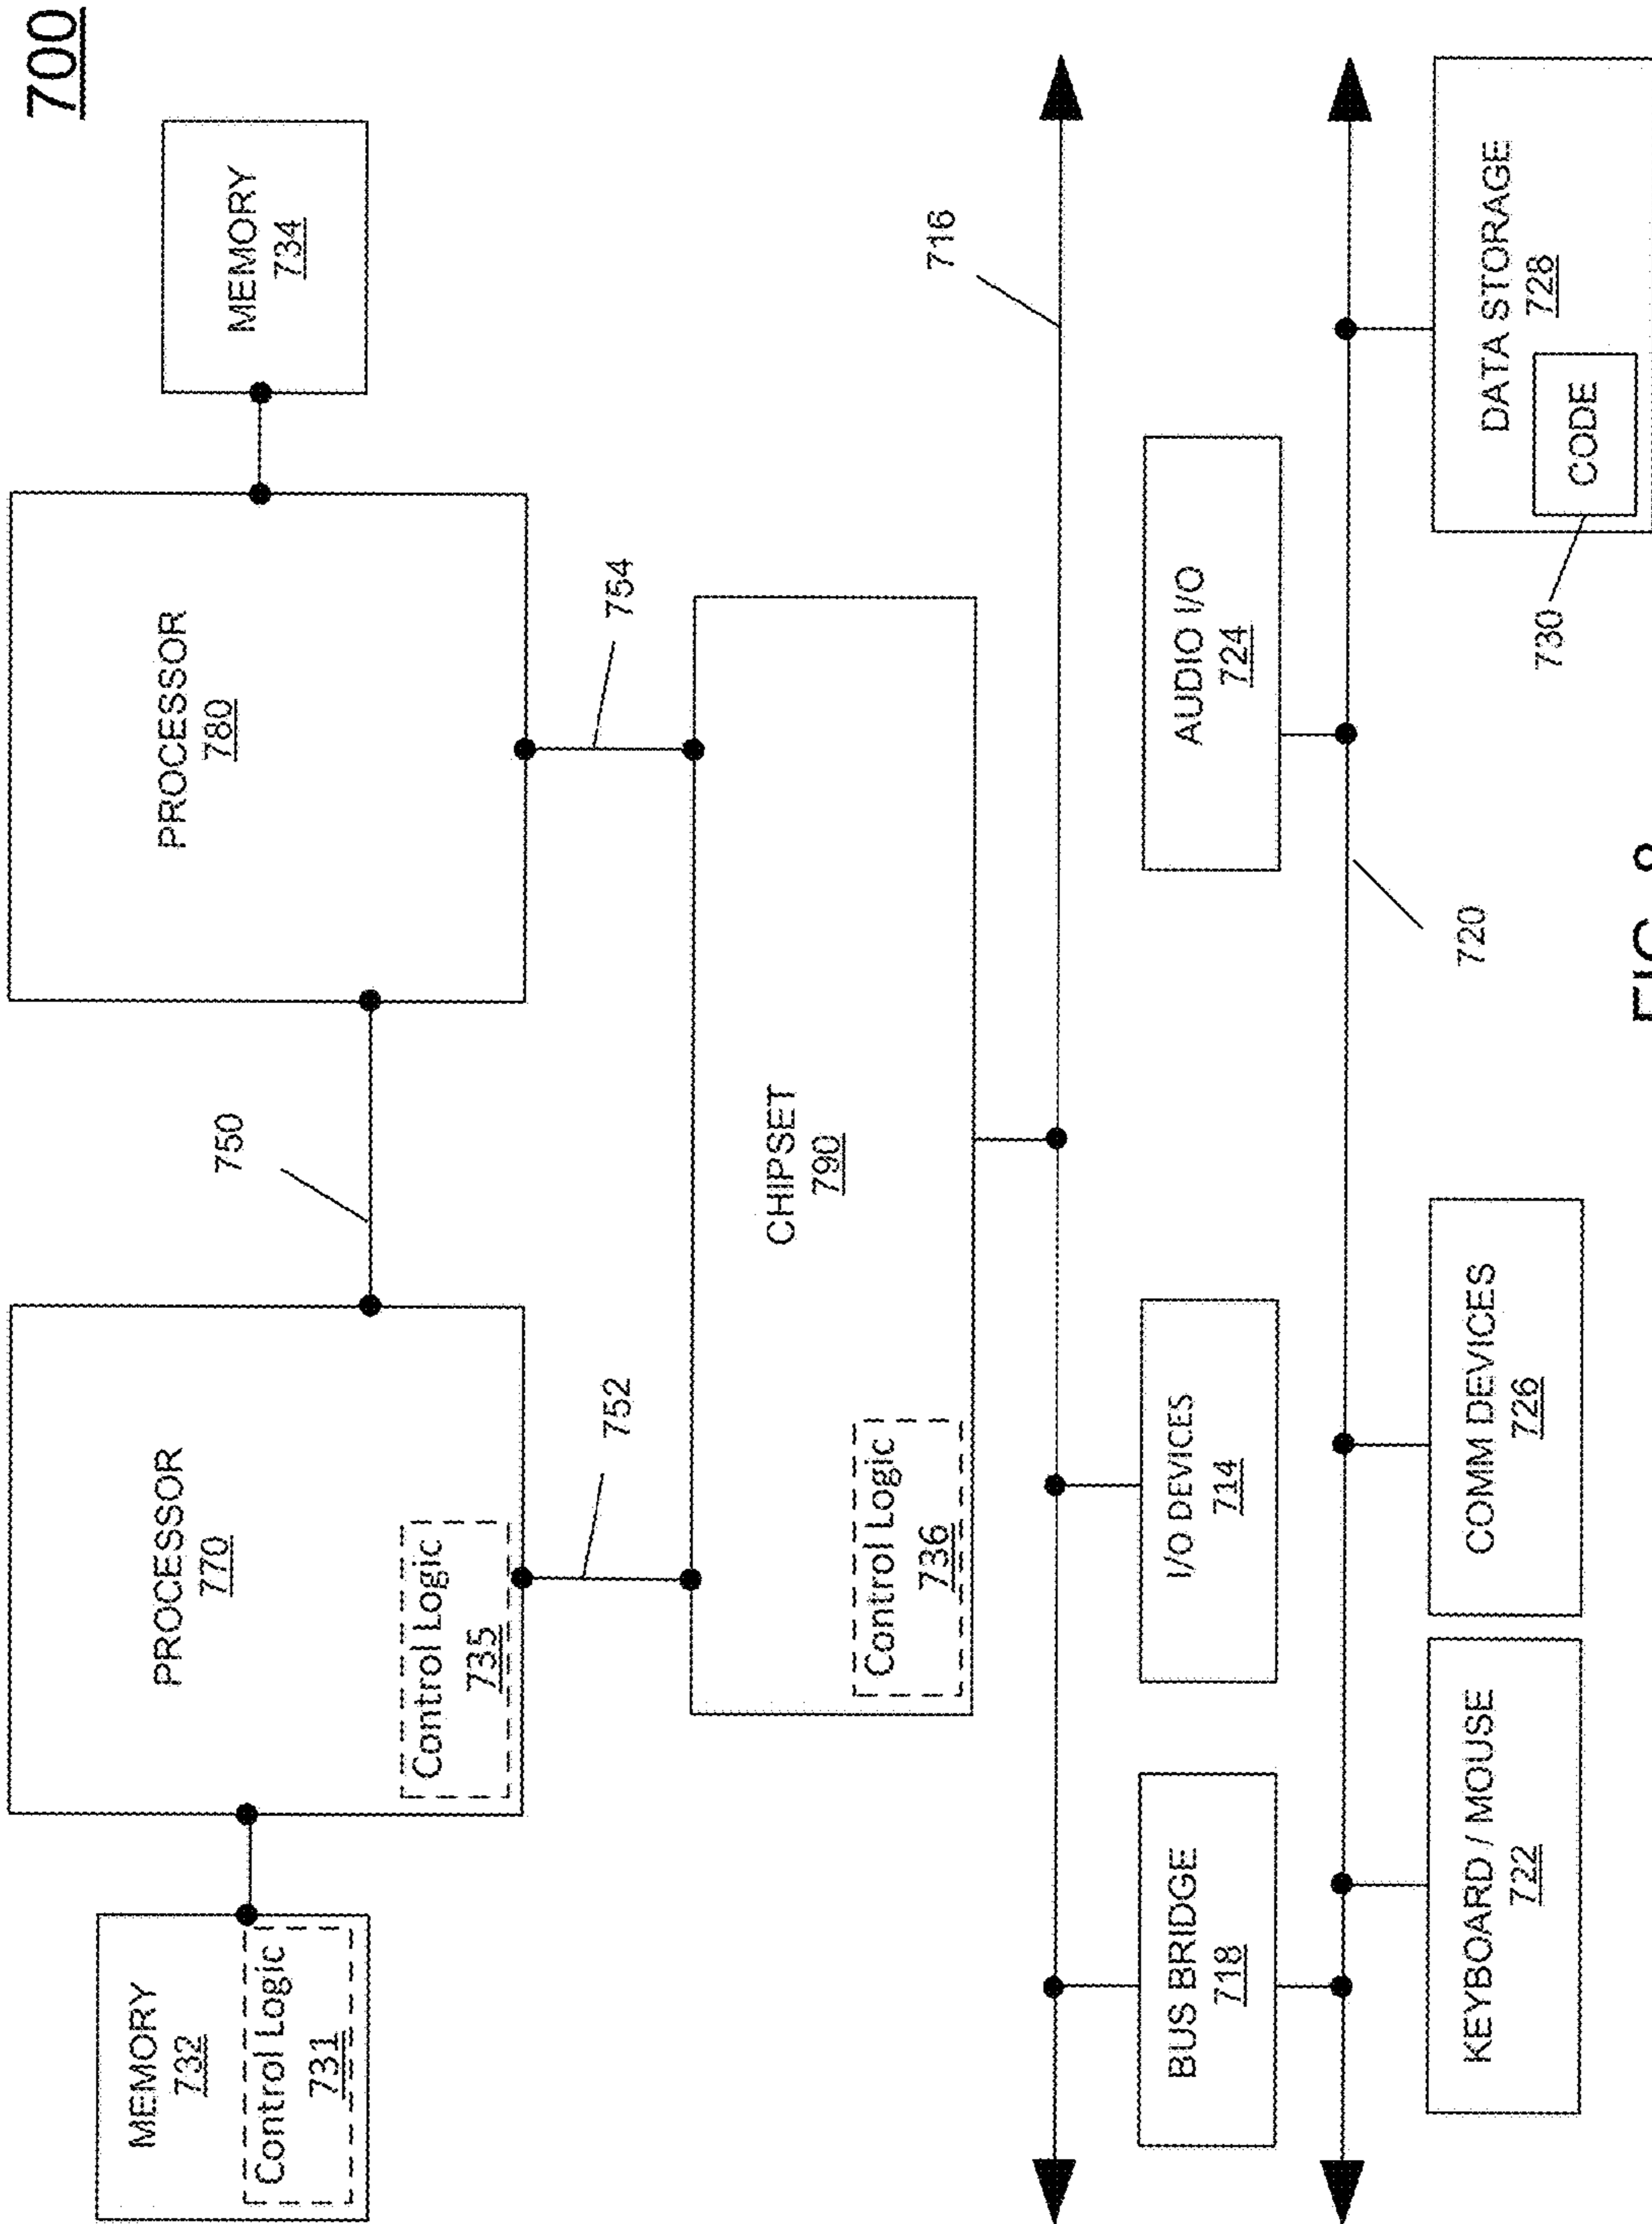 700
MEMORY
732
Control Logic
731
PROCESSOR
770
Control Logic
735
750
PROCESSOR
780
MEMORY
734
752
754
CHIPSET
790
Control Logic
736
716
BUS BRIDGE
718
I/O DEVICES
714
AUDIO I/O
724
720
KEYBOARD / MOUSE
722
COMM DEVICES
726
DATA STORAGE
728
CODE
730